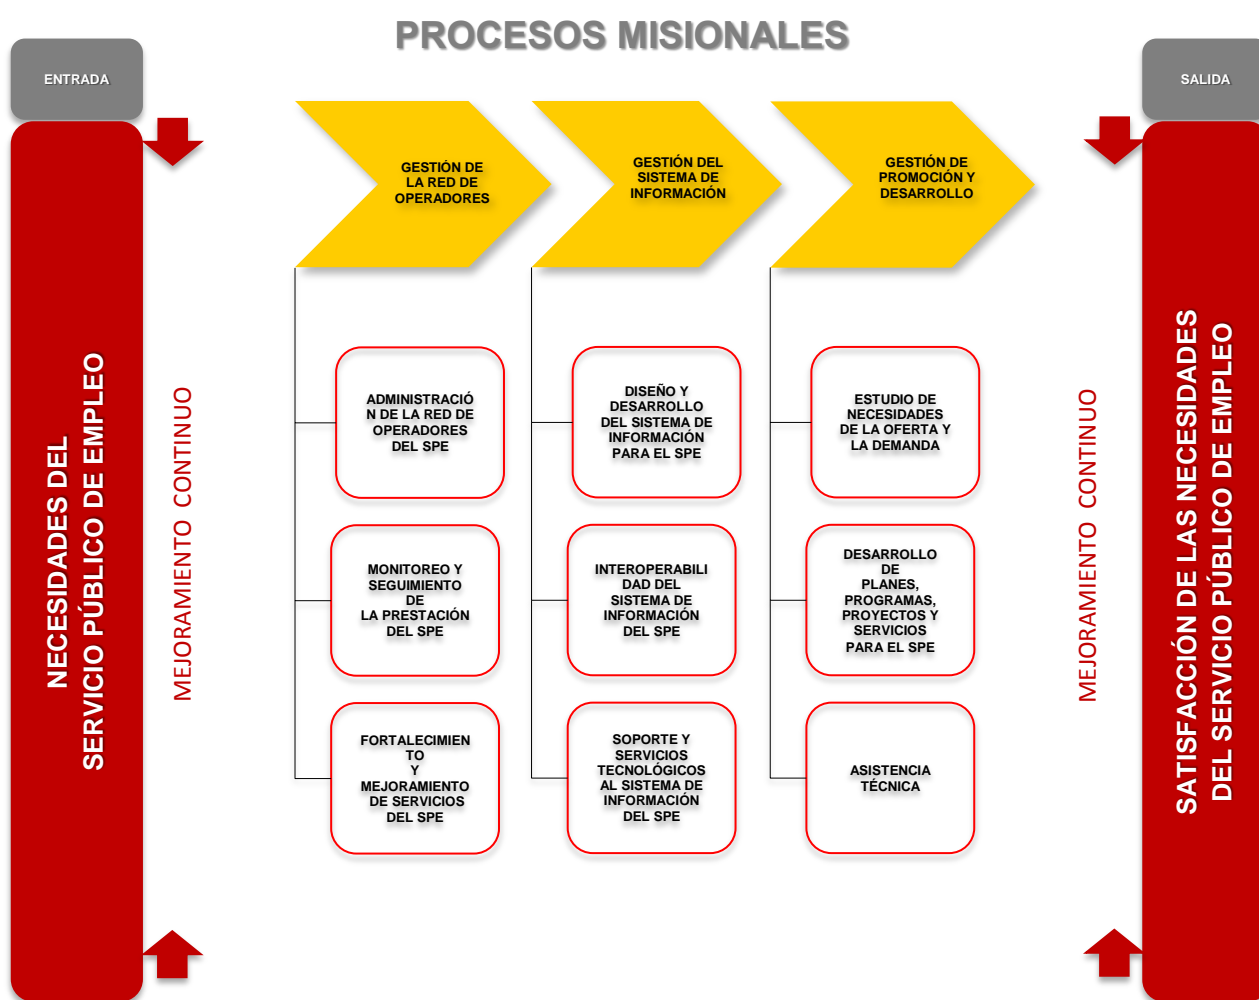 PROCESOS MISIONALES
ENTRADA
SALIDA
NECESIDADES DEL
SERVICIO PÚBLICO DE EMPLEO
MEJORAMIENTO CONTINUO
GESTIÓN DE
LA RED DE
OPERADORES
GESTIÓN DEL
SISTEMA DE
INFORMACIÓN
GESTIÓN DE
PROMOCIÓN Y
DESARROLLO
ADMINISTRACIÓ
N DE LA RED DE
OPERADORES
DEL SPE
DISEÑO Y
DESARROLLO
DEL SISTEMA DE
INFORMACIÓN
PARA EL SPE
ESTUDIO DE
NECESIDADES
DE LA OFERTA Y
LA DEMANDA
MONITOREO Y
SEGUIMIENTO
DE
LA PRESTACIÓN
DEL SPE
INTEROPERABILI
DAD DEL
SISTEMA DE
INFORMACIÓN
DEL SPE
DESARROLLO
DE
PLANES,
PROGRAMAS,
PROYECTOS Y
SERVICIOS
PARA EL SPE
FORTALECIMIEN
TO
Y
MEJORAMIENTO
DE SERVICIOS
DEL SPE
SOPORTE Y
SERVICIOS
TECNOLÓGICOS
AL SISTEMA DE
INFORMACIÓN
DEL SPE
ASISTENCIA
TÉCNICA
MEJORAMIENTO CONTINUO
SATISFACCIÓN DE LAS NECESIDADES
DEL SERVICIO PÚBLICO DE EMPLEO